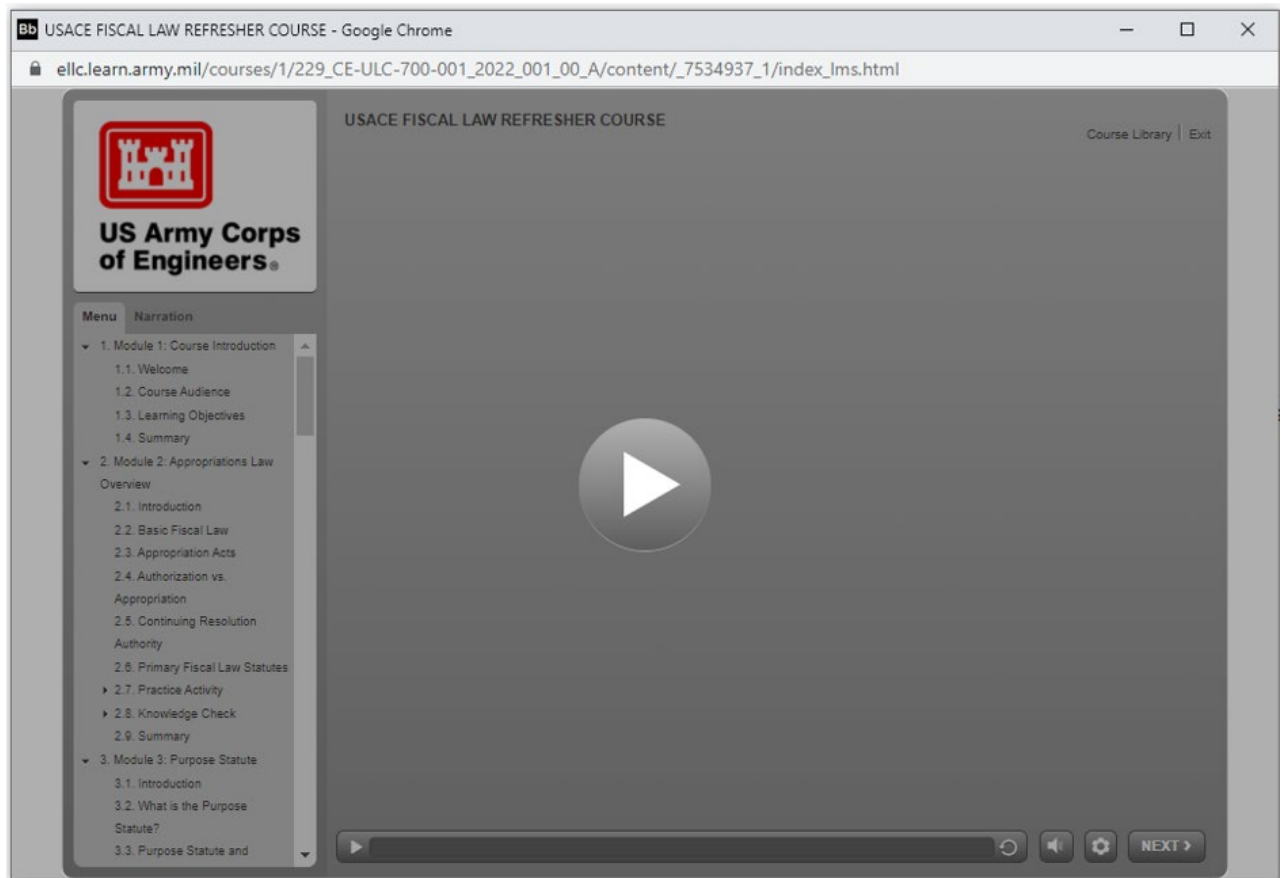 Bb USACE FISCAL LAW REFRESHER COURSE - Google Chrome
ellc.learn.army.mil/courses/1/229_CE-ULC-700-001_2022_001_00_A/content/_7534937_1/index_lms.html
US Army Corps
of Engineers®
USACE FISCAL LAW REFRESHER COURSE
Course Library | Exit
Menu Narration
1. Module 1: Course Introduction
1.1. Welcome
1.2. Course Audience
1.3. Learning Objectives
1.4. Summary
2. Module 2: Appropriations Law
Overview
2.1. Introduction
2.2. Basic Fiscal Law
2.3. Appropriation Acts
2.4. Authorization vs.
Appropriation
2.5. Continuing Resolution
Authority
2.6. Primary Fiscal Law Statutes
2.7. Practice Activity
2.8. Knowledge Check
2.9. Summary
3. Module 3: Purpose Statute
3.1. Introduction
3.2. What is the Purpose
Statute?
3.3. Purpose Statute and
NEXT >